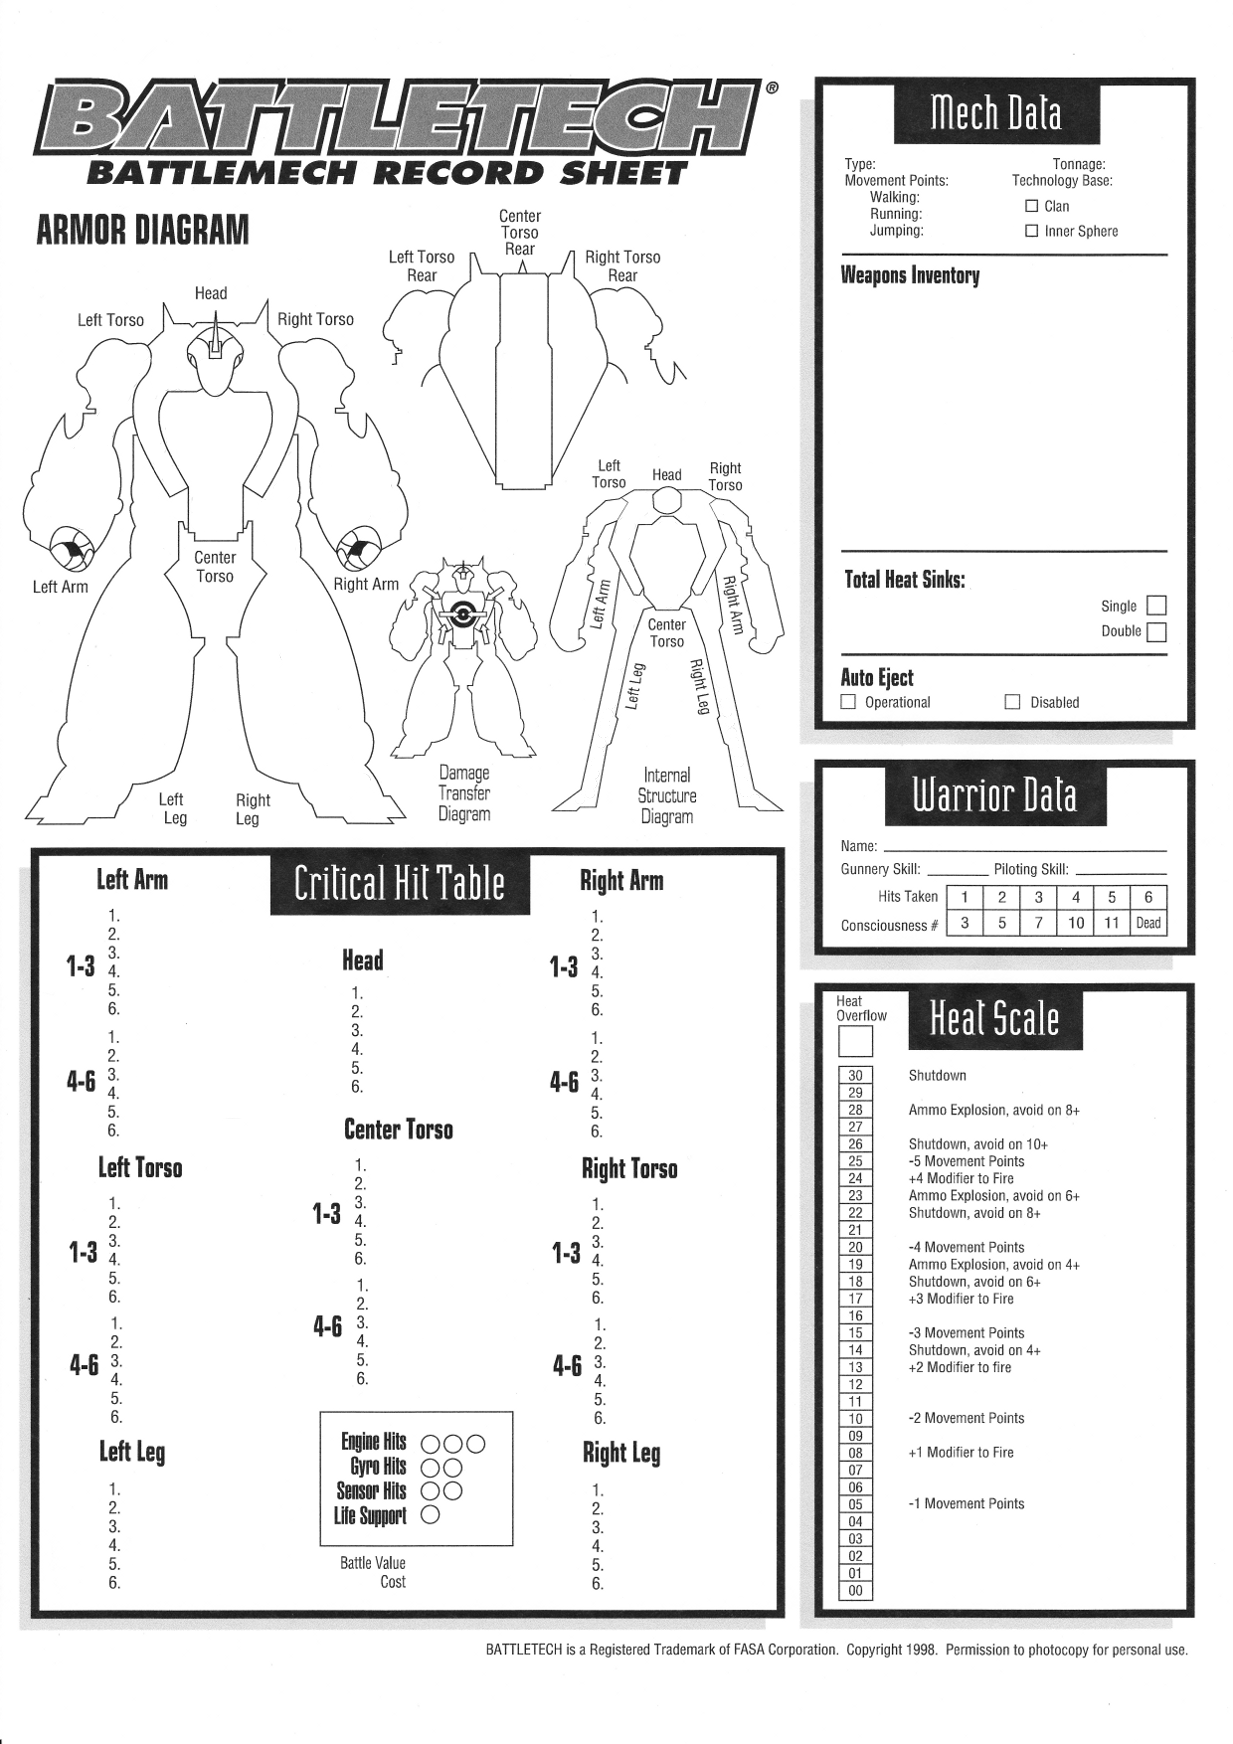 BATTLETECH®
BATTLEMECH RECORD SHEET
ARMOR DIAGRAM
Head
Left Torso
Right Torso
Left Arm
Center
Torso
Right Arm
Left
Leg
Right
Leg
Center
Torso
Rear
Left Torso
Rear
Right Torso
Rear
Damage
Transfer
Diagram
Left
Torso
Head
Right
Torso
Left Arm
Right Arm
Center
Torso
Left Leg
Right Leg
Internal
Structure
Diagram
Mech Data
Type:
Tonnage:
Movement Points:
Technology Base:
Walking:
Clan
Running:
Jumping:
Inner Sphere
Weapons Inventory
Total Heat Sinks:
Single
Double
Auto Eject
Operational
Disabled
Warrior Data
Name:
Gunnery Skill: Piloting Skill:
Hits Taken 1 2 3 4 5 6
Consciousness # 3 5 7 10 11 Dead
Critical Hit Table
Left Arm
1-3
1.
2.
3.
4.
5.
6.
4-6
1.
2.
3.
4.
5.
6.
Left Torso
1-3
1.
2.
3.
4.
5.
6.
4-6
1.
2.
3.
4.
5.
6.
Left Leg
1.
2.
3.
4.
5.
6.
Head
1.
2.
3.
4.
5.
6.
Center Torso
1-3
1.
2.
3.
4.
5.
6.
4-6
1.
2.
3.
4.
5.
6.
Engine Hits
Gyro Hits
Sensor Hits
Life Support
Battle Value
Cost
Right Arm
1-3
1.
2.
3.
4.
5.
6.
4-6
1.
2.
3.
4.
5.
6.
Right Torso
1-3
1.
2.
3.
4.
5.
6.
4-6
1.
2.
3.
4.
5.
6.
Right Leg
1.
2.
3.
4.
5.
6.
Heat
Overflow
Heat Scale
30 Shutdown
29
28 Ammo Explosion, avoid on 8+
27
26 Shutdown, avoid on 10+
25 -5 Movement Points
24 +4 Modifier to Fire
23 Ammo Explosion, avoid on 6+
22 Shutdown, avoid on 8+
21
20 -4 Movement Points
19 Ammo Explosion, avoid on 4+
18 Shutdown, avoid on 6+
17 +3 Modifier to Fire
16
15 -3 Movement Points
14 Shutdown, avoid on 4+
13 +2 Modifier to fire
12
11
10 -2 Movement Points
09
08 +1 Modifier to Fire
07
06
05 -1 Movement Points
04
03
02
01
00
BATTLETECH is a Registered Trademark of FASA Corporation. Copyright 1998. Permission to photocopy for personal use.